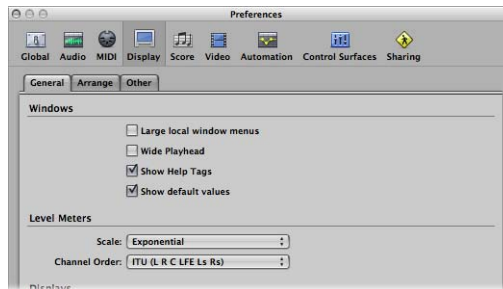 Preferences
Global Audio MIDI Display Score Video Automation Control Surfaces Sharing
General Arrange Other
Windows
Large local window menus
Wide Playhead
Show Help Tags
Show default values
Level Meters
Scale: Exponential
Channel Order: ITU (L R C LFE Ls Rs)
Displays